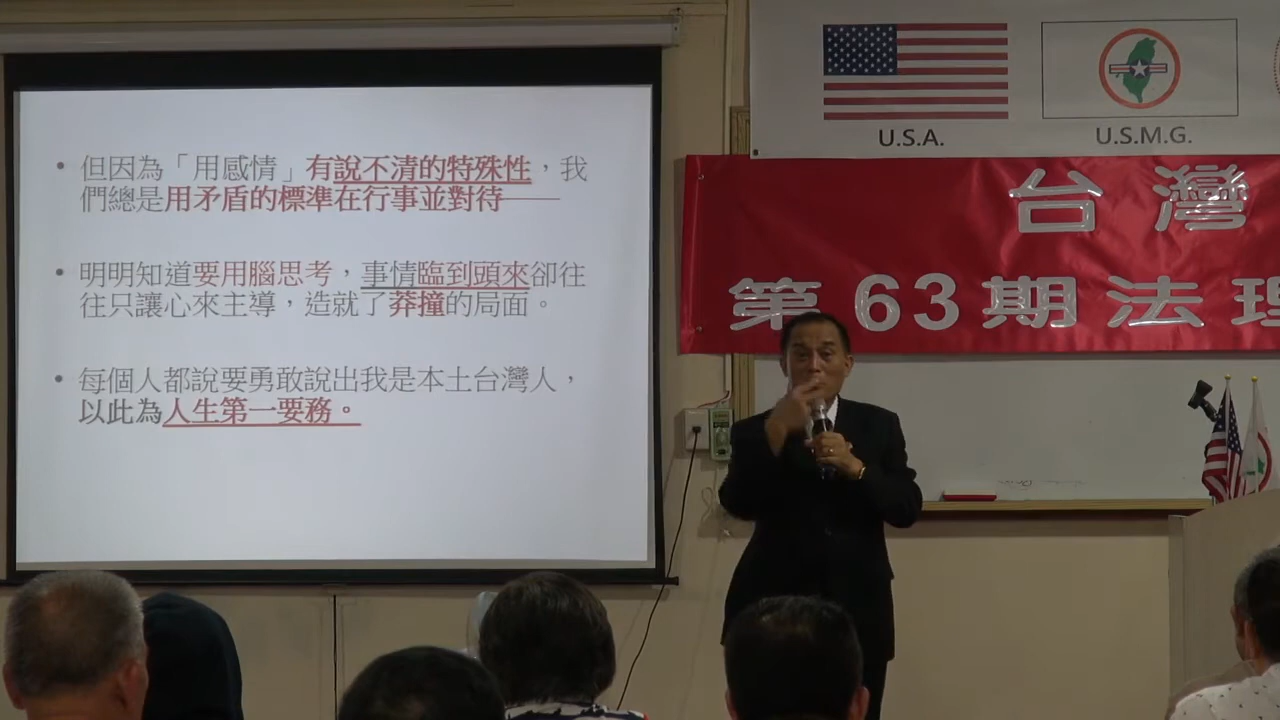 • 但因為「用感情」有說不清的特殊性，我
們總是用矛盾的標準在行事並對待
• 明明知道要用腦思考，事情臨到頭來卻往
往只讓心來主導，造就了莽撞的局面。
• 每個人都說要勇敢說出我是本土台灣人，
以此為人生第一要務。
U.S.A.
U.S.M.G.
台灣
第63期法理